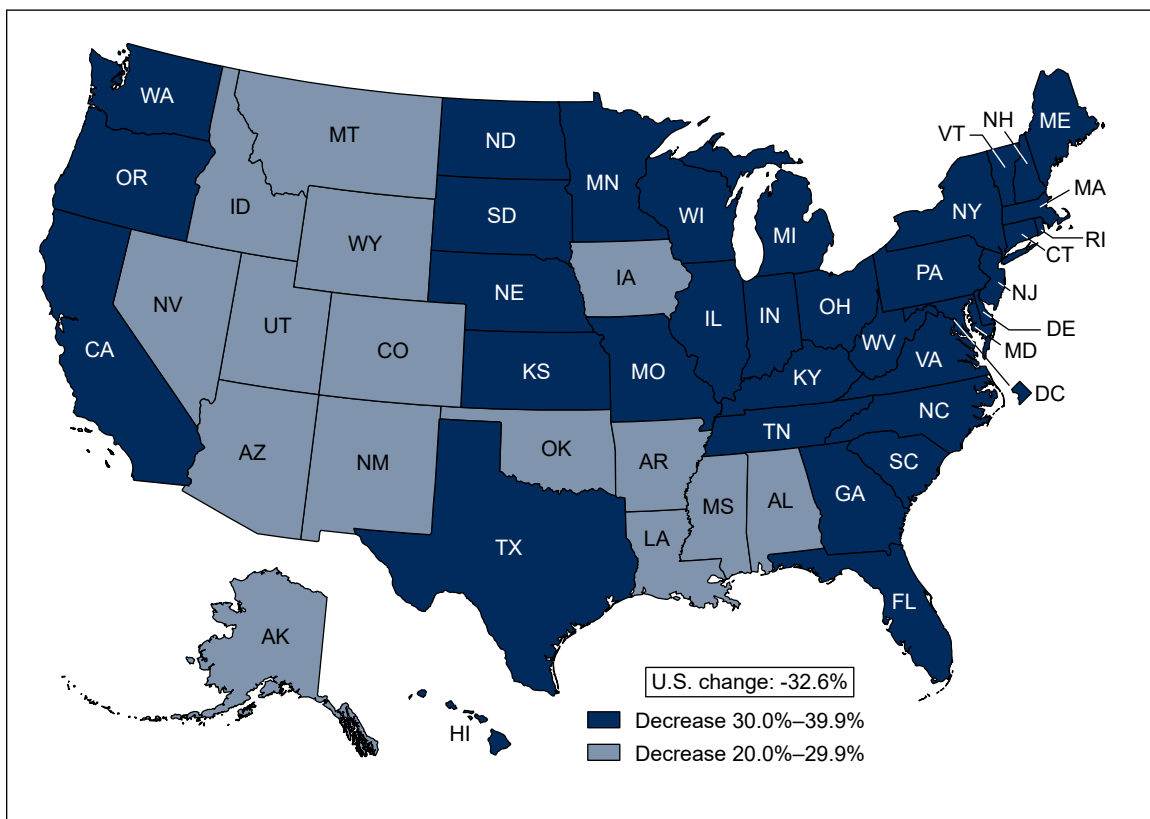 WA
OR
CA
NV
ID
MT
WY
UT
CO
AZ
NM
ND
SD
NE
KS
OK
TX
MN
IA
MO
AR
LA
WI
IL
MI
IN
OH
KY
TN
MS
AL
GA
FL
SC
NC
VA
WV
PA
NY
VT
NH
ME
MA
RI
CT
NJ
DE
MD
DC
AK
HI
U.S. change: -32.6%
Decrease 30.0%–39.9%
Decrease 20.0%–29.9%